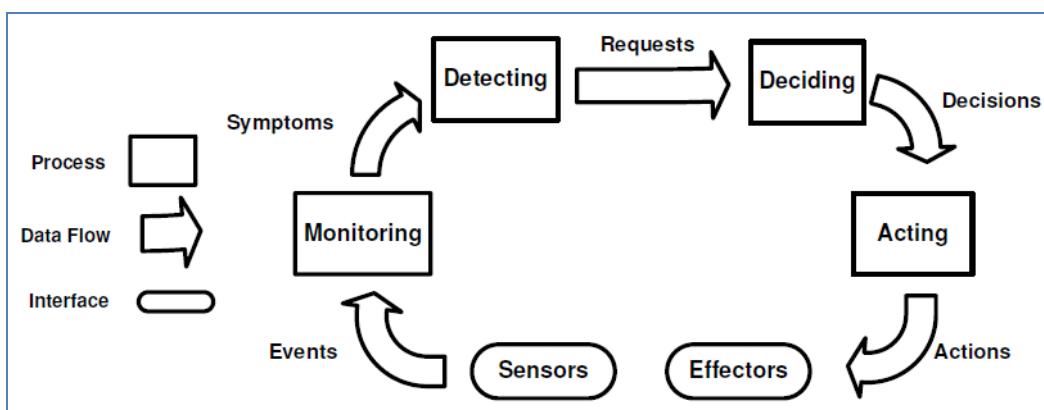 Requests
Detecting
Deciding
Decisions
Symptoms
Process
Monitoring
Acting
Data Flow
Interface
Events
Sensors
Effectors
Actions